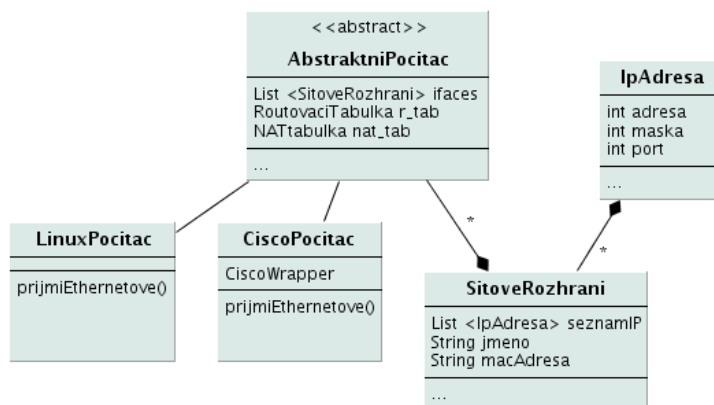 <<abstract>>
AbstraktniPocitac
List <SitoveRozhrani> ifaces
RoutovaciTabulka r_tab
NATtabulka nat_tab
...
IpAdresa
int adresa
int maska
int port
...
LinuxPocitac
prijmiEthernetove()
CiscoPocitac
CiscoWrapper
prijmiEthernetove()
*
*
SitoveRozhrani
List <IpAdresa> seznamIP
String jmeno
String macAdresa
...